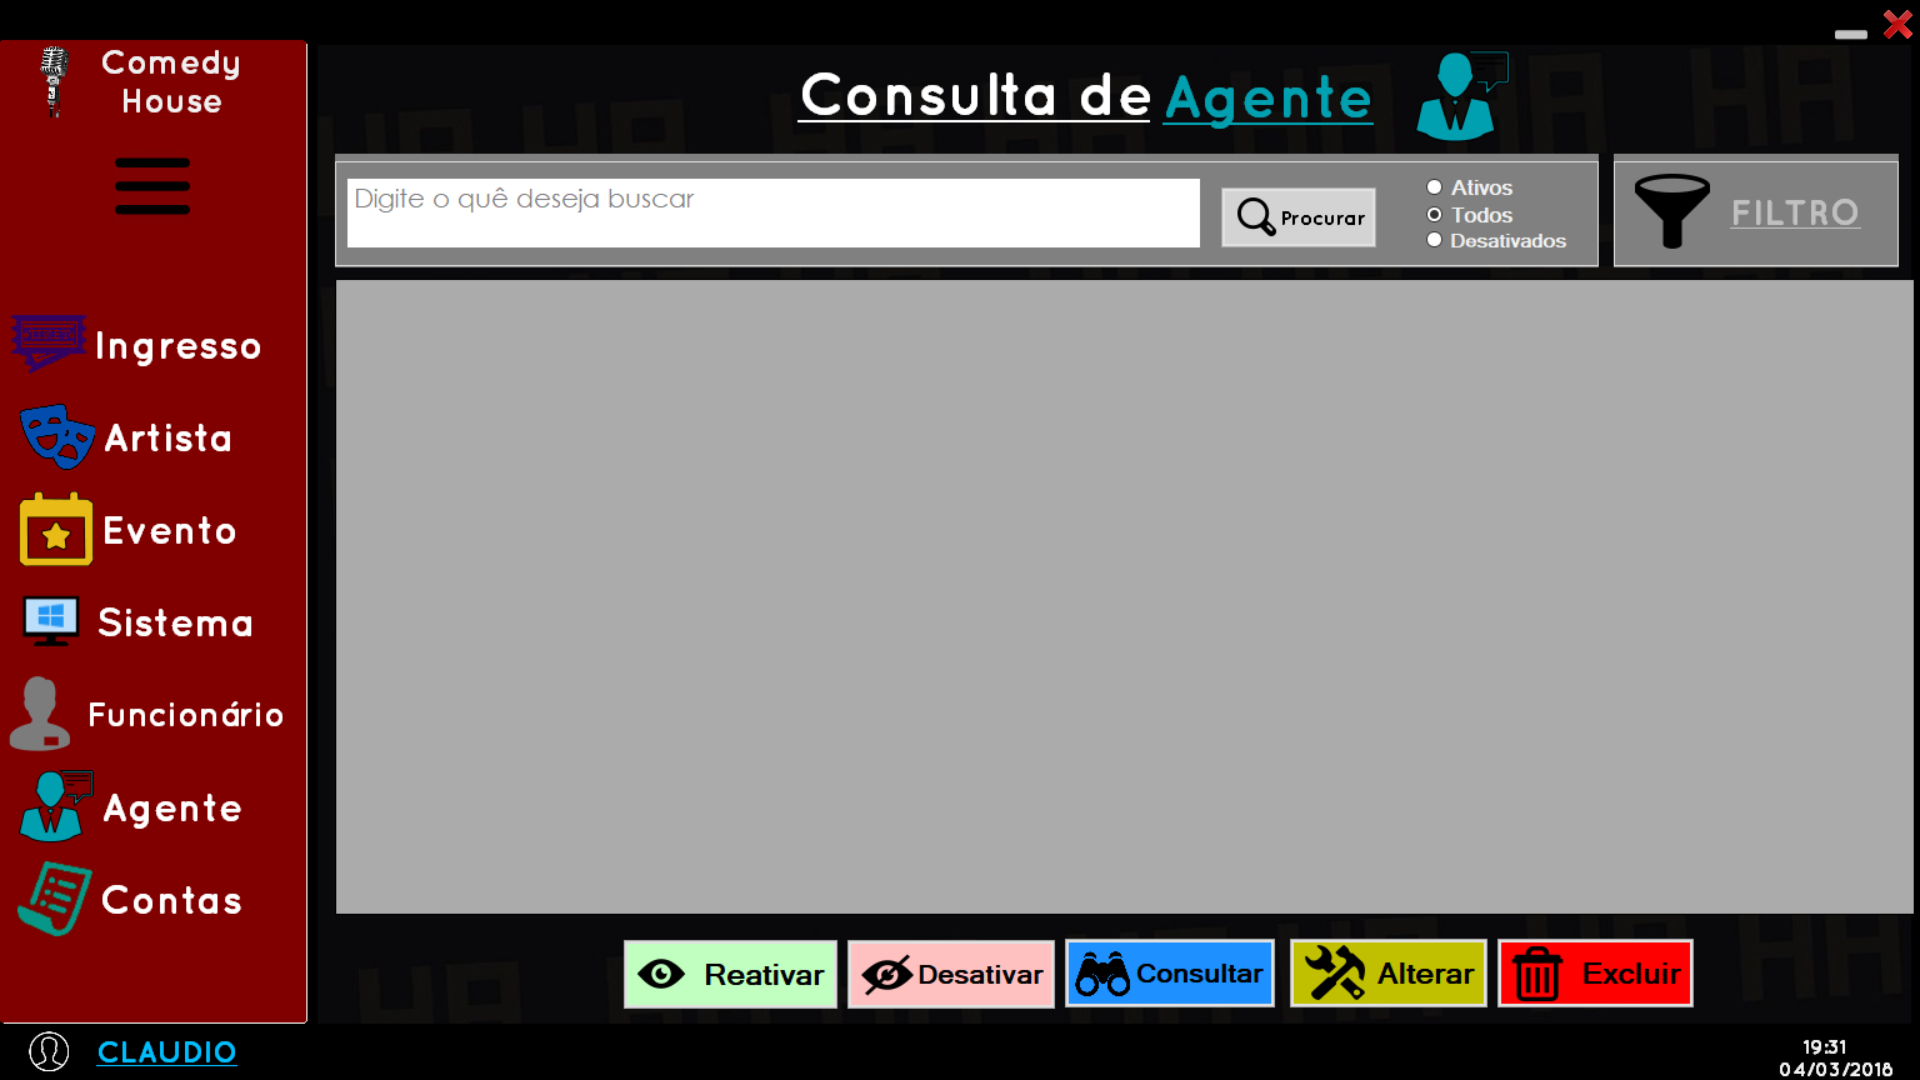 Comedy
House
Consulta de Agente
Digite o quê deseja buscar
Procurar
Ativos
Todos
Desativados
FILTRO
Ingresso
Artista
Evento
Sistema
Funcionário
Agente
Contas
Reativar
Desativar
Consultar
Alterar
Excluir
CLAUDIO
19:31
04/03/2018